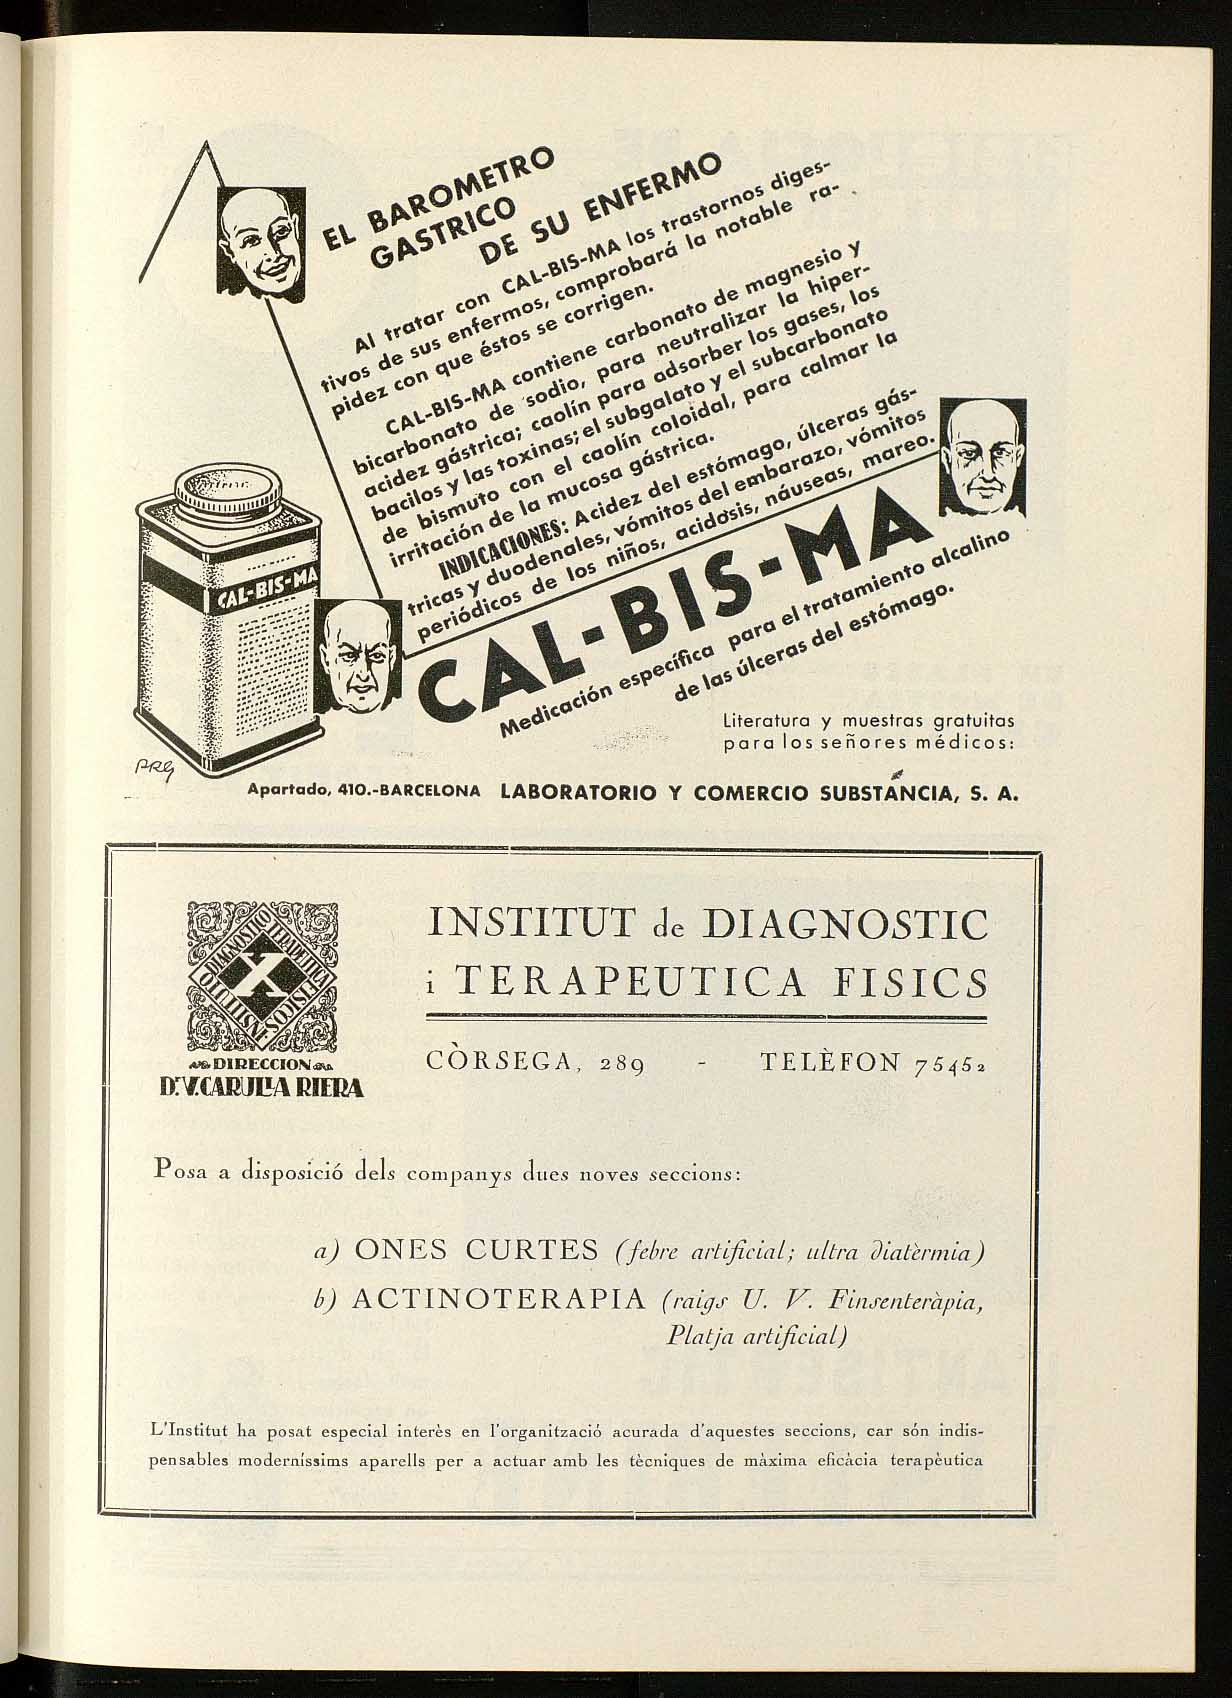 EL BAROMETRO
GASTRICO
DE SU ENFERMO
Al tratar con CAL-BIS-MA los trastornos diges-
tivos de sus enfermos, comprobará la notable ra-
pidez con que éstos se corrigen.
CAL-BIS-MA contiene carbonato de magnesio y
bicarbonato de sodio, para neutralizar la hiper-
acidez gástrica; caolín para adsorber los gases, los
bacilos y las toxinas; el subgalato y el subcarbonato
de bismuto con el caolín coloidal, para calmar la
irritación de la mucosa gástrica.
INDICACIONES: Acidez del estómago, úlceras gás-
tricas y duodenales, vómitos del embarazo, vómitos
periódicos de los niños, acidosis, náuseas, mareo.
CAL-BIS-MA
CAL-BIS-MA
Medicación específica para el tratamiento alcalino
de las úlceras del estómago.
Literatura y muestras gratuitas
para los señores médicos:
PRG
Apartado, 410.-BARCELONA LABORATORIO Y COMERCIO SUBSTANCIA, S. A.
INSTITUTO DIAGNOSTICO TERAPEUTICA FISICOS
X
DIRECCION
Dr. V. CARULLA RIERA
INSTITUT de DIAGNOSTIC
i TERAPEUTICA FISICS
CÒRSEGA, 289 - TELÈFON 75452
Posa a disposició dels companys dues noves seccions:
a) ONES CURTES (febre artificial; ultra diatèrmia)
b) ACTINOTERAPIA (raigs U. V. Finsenteràpia,
Platja artificial)
L'Institut ha posat especial interès en l'organització acurada d'aquestes seccions, car són indis-
pensables moderníssims aparells per a actuar amb les tècniques de màxima eficàcia terapèutica